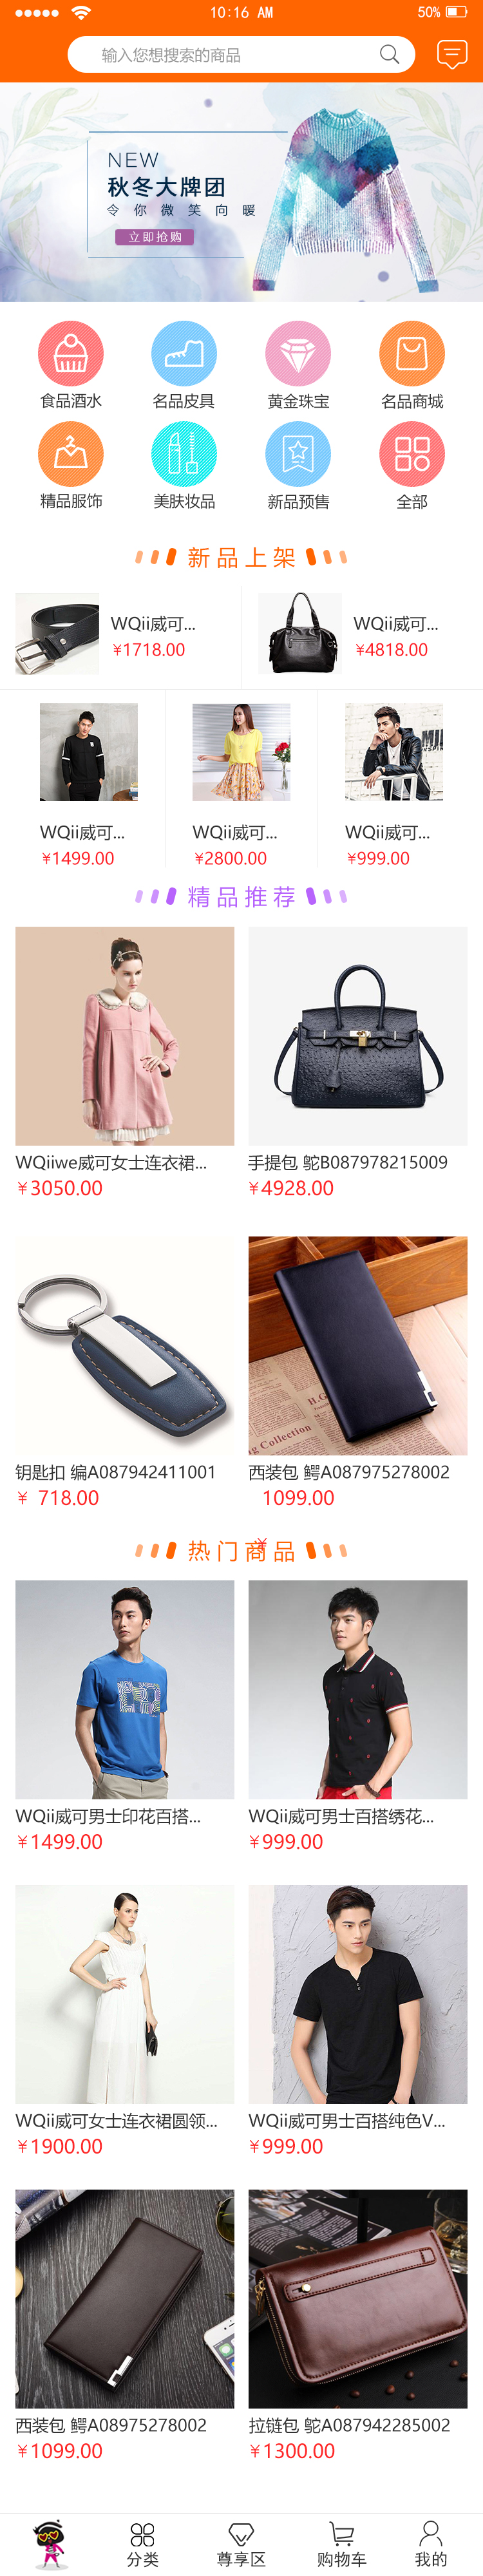 10:16 AM
50%
输入您想搜索的商品
NEW
秋冬大牌团
令你微笑向暖
立即抢购
食品酒水 名品皮具 黄金珠宝 名品商城
精品服饰 美肤妆品 新品预售 全部
新品上架
WQii威可...
¥1718.00
WQii威可...
¥4818.00
WQii威可... WQii威可... WQii威可...
¥1499.00 ¥2800.00 ¥999.00
精品推荐
WQiiwe威可女士连衣裙...
¥3050.00
手提包 鸵B087978215009
¥4928.00
钥匙扣 编A087942411001
¥ 718.00
西装包 鳄A087975278002
1099.00
¥
热门商品
WQii威可男士印花百搭...
¥1499.00
WQii威可男士百搭绣花...
¥999.00
WQii威可女士连衣裙圆领...
¥1900.00
WQii威可男士百搭纯色V...
¥999.00
西装包 鳄A08975278002
¥1099.00
拉链包 鸵A087942285002
¥1300.00
分类 尊享区 购物车 我的